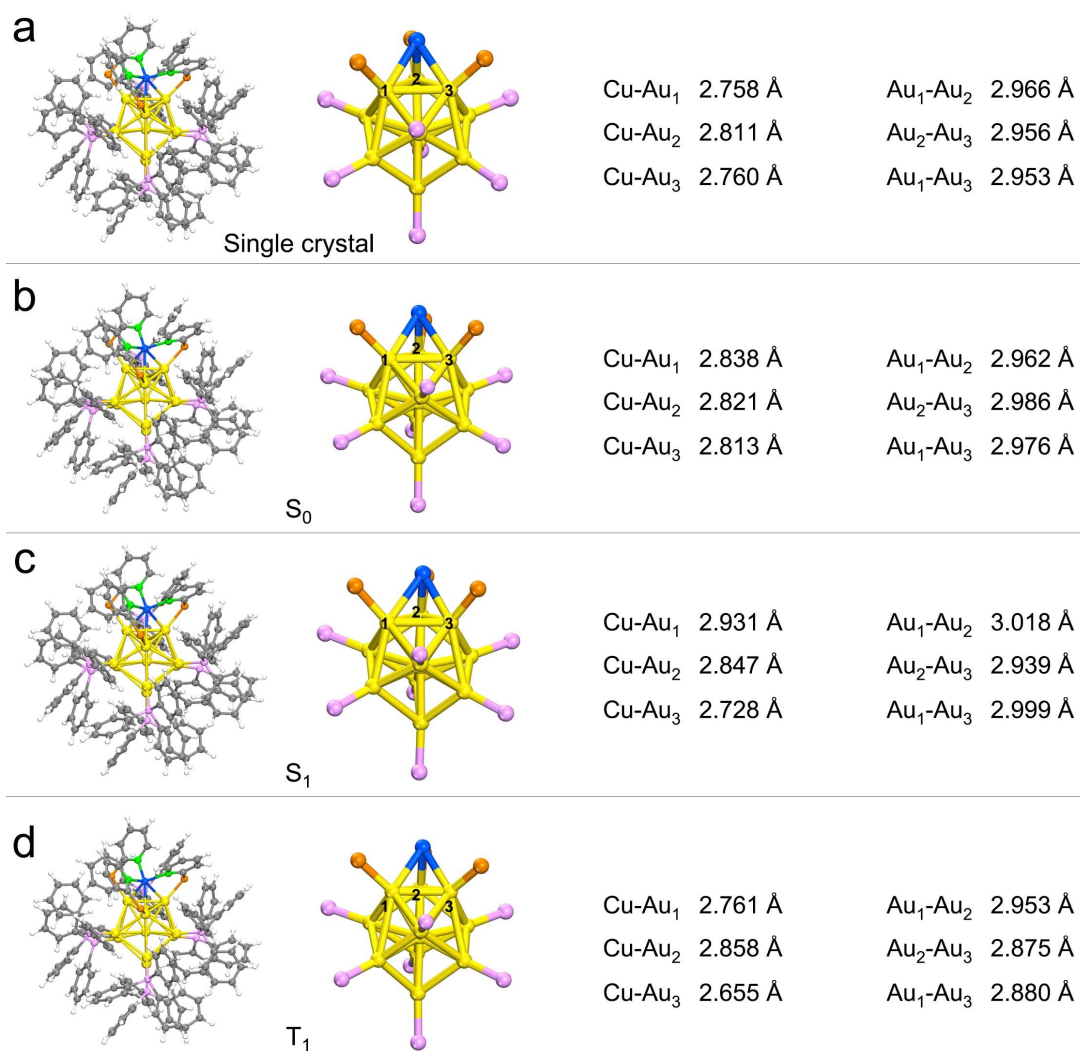 a
1 2 3
Cu-Au₁ 2.758 Å Au₁-Au₂ 2.966 Å
Cu-Au₂ 2.811 Å Au₂-Au₃ 2.956 Å
Cu-Au₃ 2.760 Å Au₁-Au₃ 2.953 Å
Single crystal
b
1 2 3
Cu-Au₁ 2.838 Å Au₁-Au₂ 2.962 Å
Cu-Au₂ 2.821 Å Au₂-Au₃ 2.986 Å
Cu-Au₃ 2.813 Å Au₁-Au₃ 2.976 Å
S₀
c
1 2 3
Cu-Au₁ 2.931 Å Au₁-Au₂ 3.018 Å
Cu-Au₂ 2.847 Å Au₂-Au₃ 2.939 Å
Cu-Au₃ 2.728 Å Au₁-Au₃ 2.999 Å
S₁
d
1 2 3
Cu-Au₁ 2.761 Å Au₁-Au₂ 2.953 Å
Cu-Au₂ 2.858 Å Au₂-Au₃ 2.875 Å
Cu-Au₃ 2.655 Å Au₁-Au₃ 2.880 Å
T₁